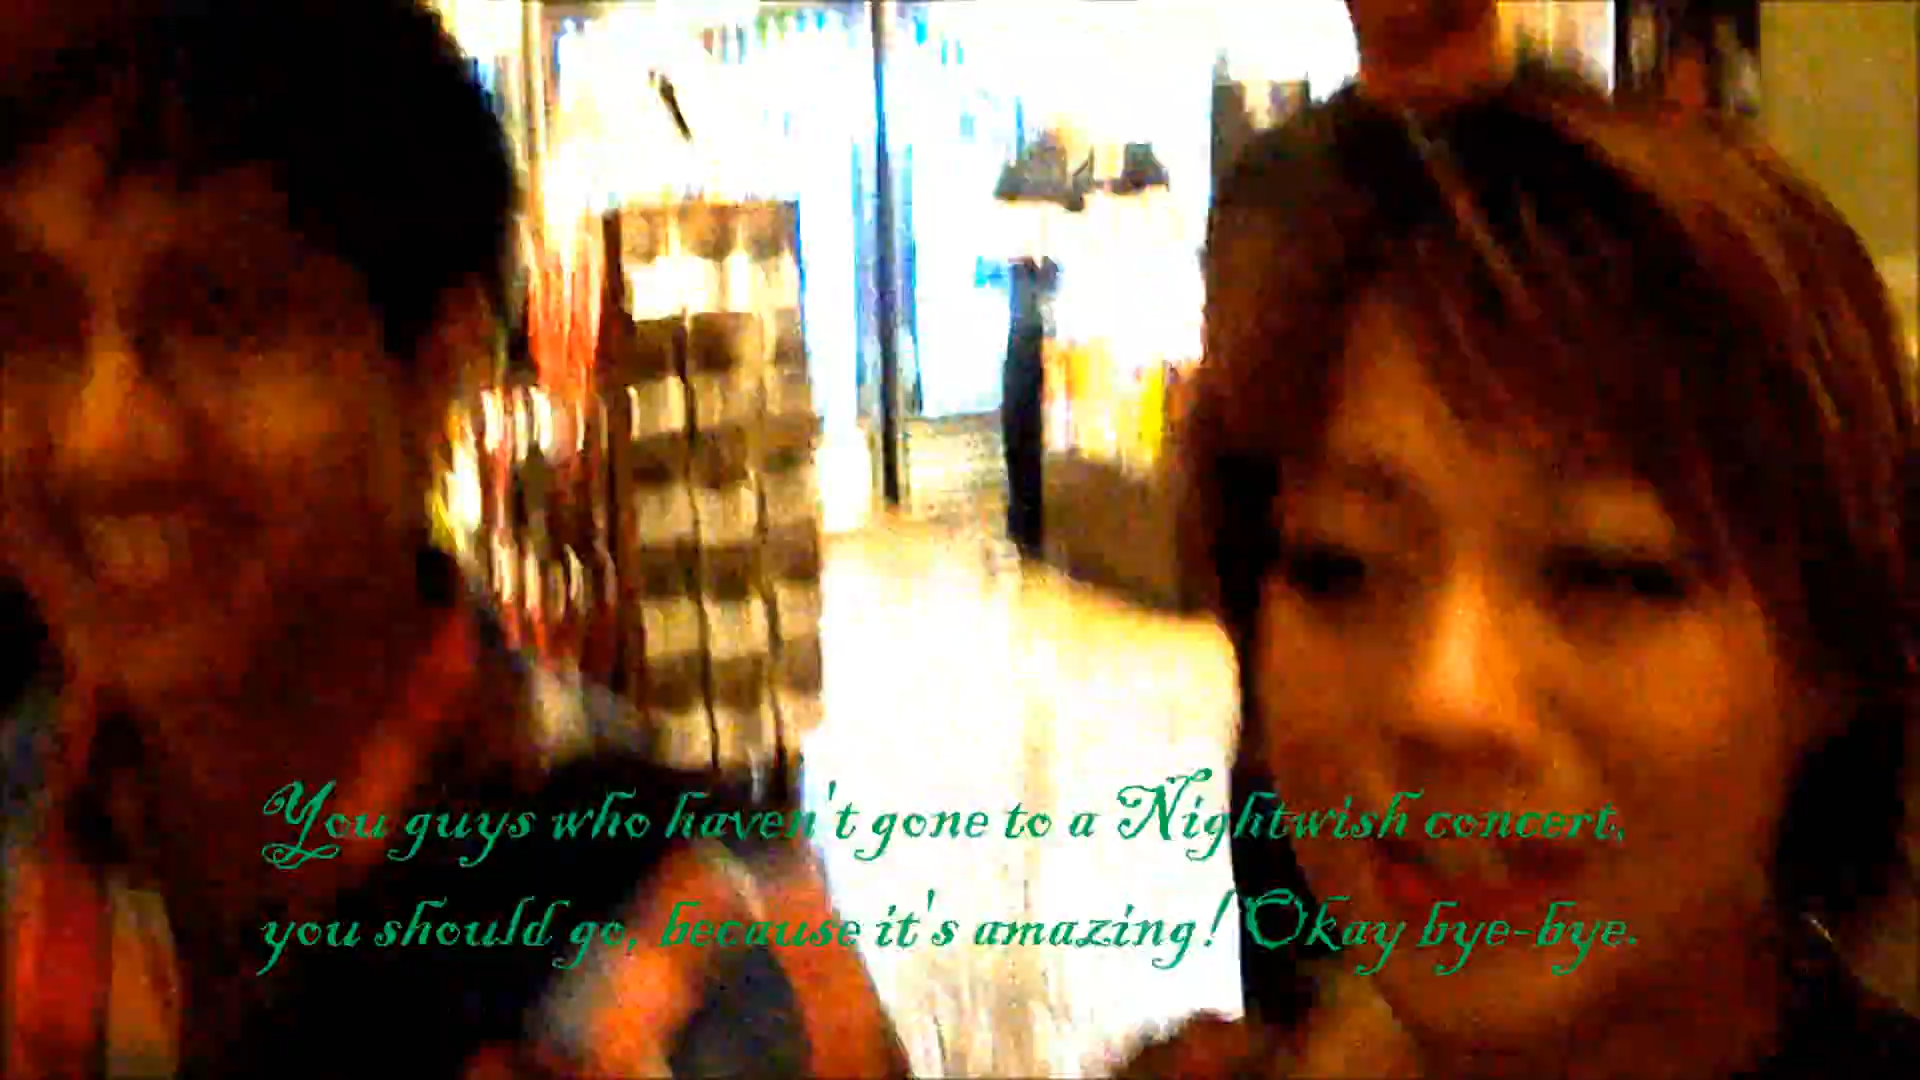 You guys who haven't gone to a Nightwish concert,
you should go, because it's amazing! Okay bye-bye.